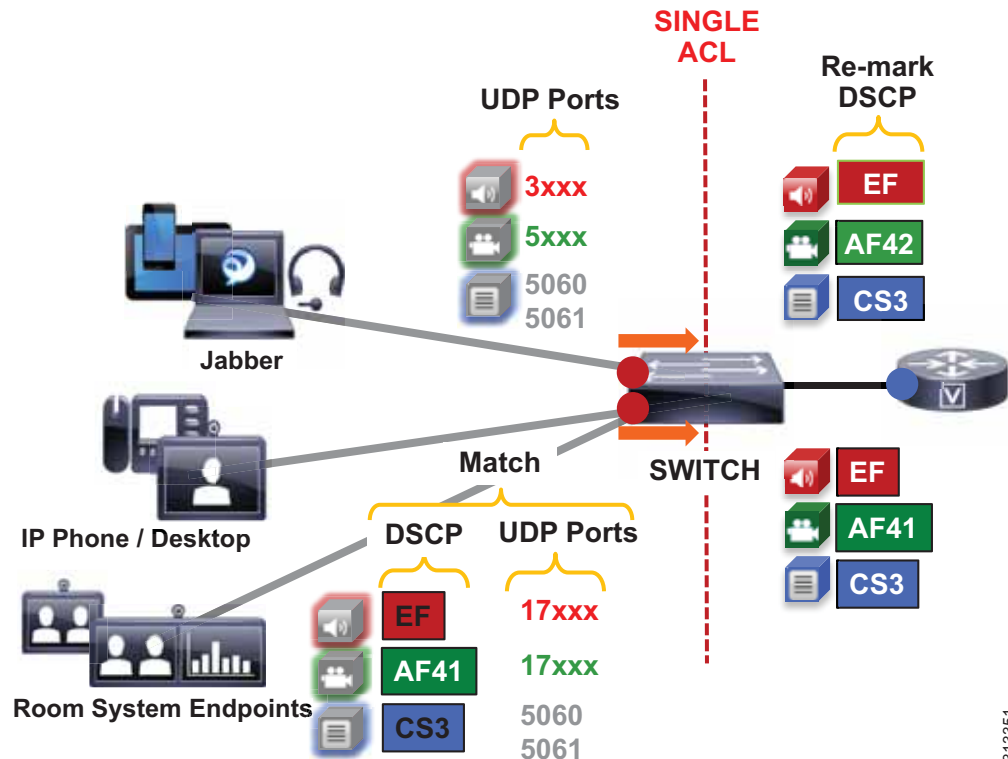 SINGLE
ACL
Re-mark
DSCP
UDP Ports
3xxx
5xxx
5060
5061
EF
AF42
CS3
Jabber
V
Match
SWITCH
DSCP
UDP Ports
IP Phone / Desktop
EF
AF41
CS3
EF
17xxx
AF41
17xxx
CS3
5060
5061
Room System Endpoints